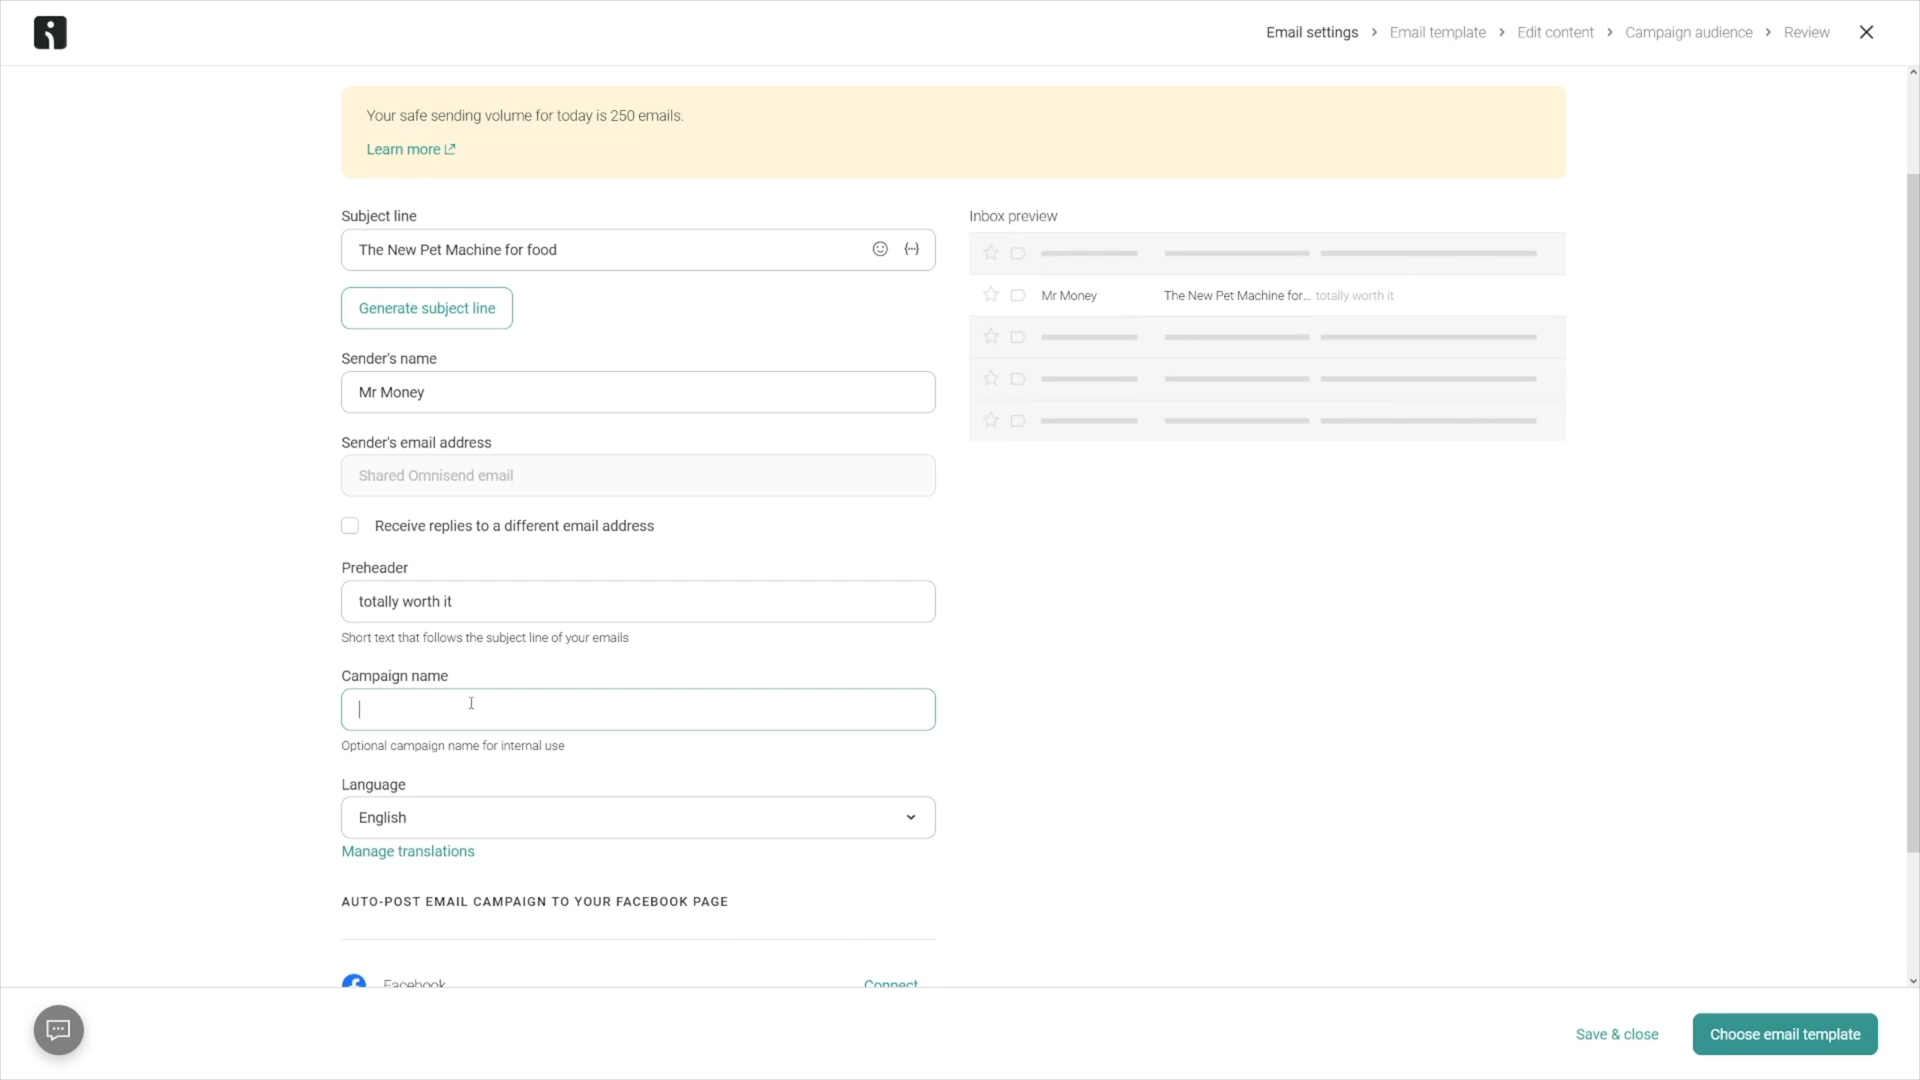 Email settings > Email template > Edit content > Campaign audience > Review
Your safe sending volume for today is 250 emails.
Learn more
Subject line
Inbox preview
The New Pet Machine for food
Generate subject line
Mr Money The New Pet Machine for... totally worth it
Sender's name
Mr Money
Sender's email address
Shared Omnisend email
Receive replies to a different email address
Preheader
totally worth it
Short text that follows the subject line of your emails
Campaign name
Optional campaign name for internal use
Language
English
Manage translations
AUTO-POST EMAIL CAMPAIGN TO YOUR FACEBOOK PAGE
Facebook Connect
Save & close Choose email template